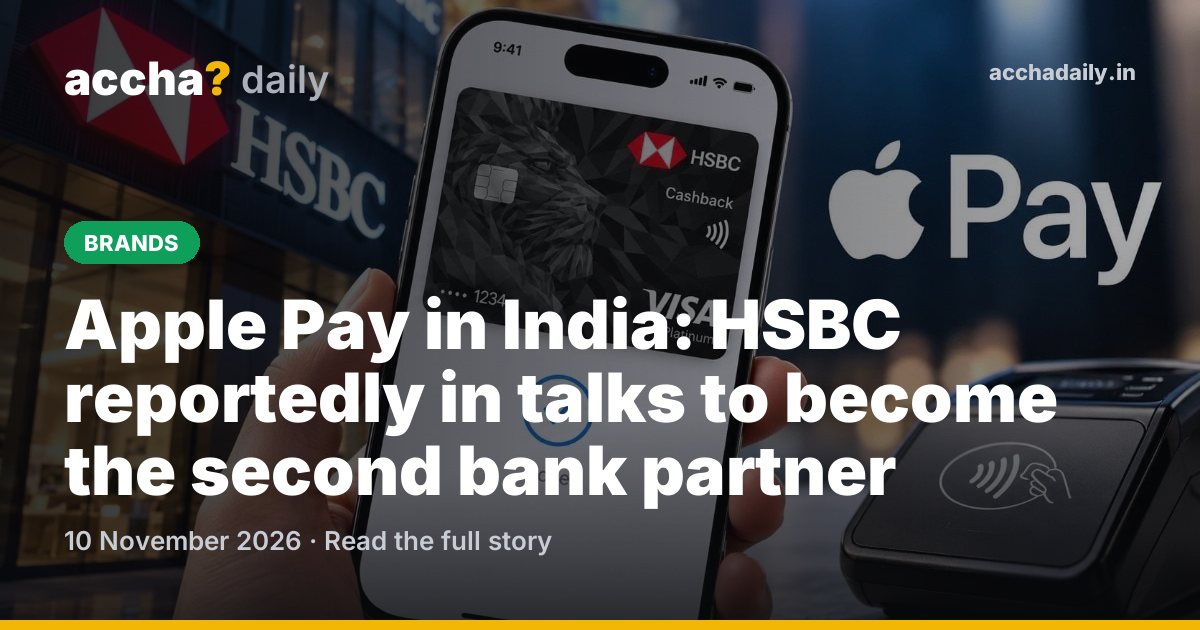 accha? daily
acchadaily.in
9:41
HSBC
HSBC
Cashback
Pay
BRANDS
•••• 1234
VISA
Platinum
Apple Pay in India: HSBC
reportedly in talks to become
the second bank partner
10 November 2026 · Read the full story